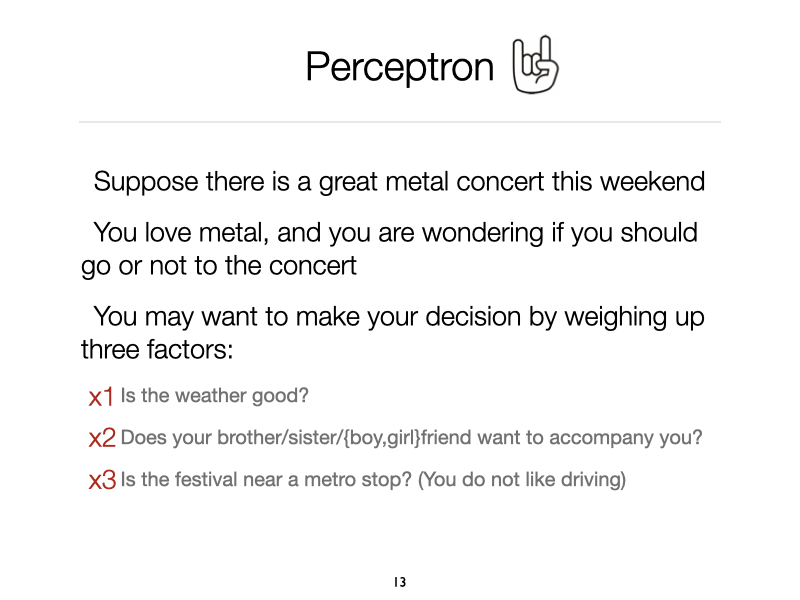 Perceptron
Suppose there is a great metal concert this weekend
You love metal, and you are wondering if you should
go or not to the concert
You may want to make your decision by weighing up
three factors:
x1 Is the weather good?
x2 Does your brother/sister/{boy,girl}friend want to accompany you?
x3 Is the festival near a metro stop? (You do not like driving)
13